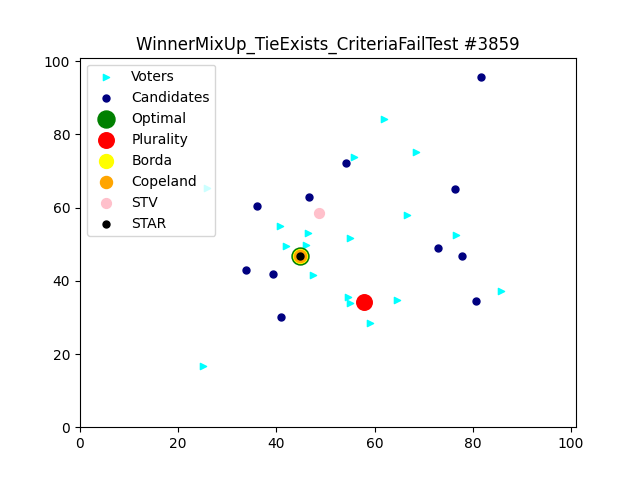 WinnerMixUp_TieExists_CriteriaFailTest #3859
100
80
60
40
20
0
Voters
Candidates
Optimal
Plurality
Borda
Copeland
STV
STAR
0 20 40 60 80 100